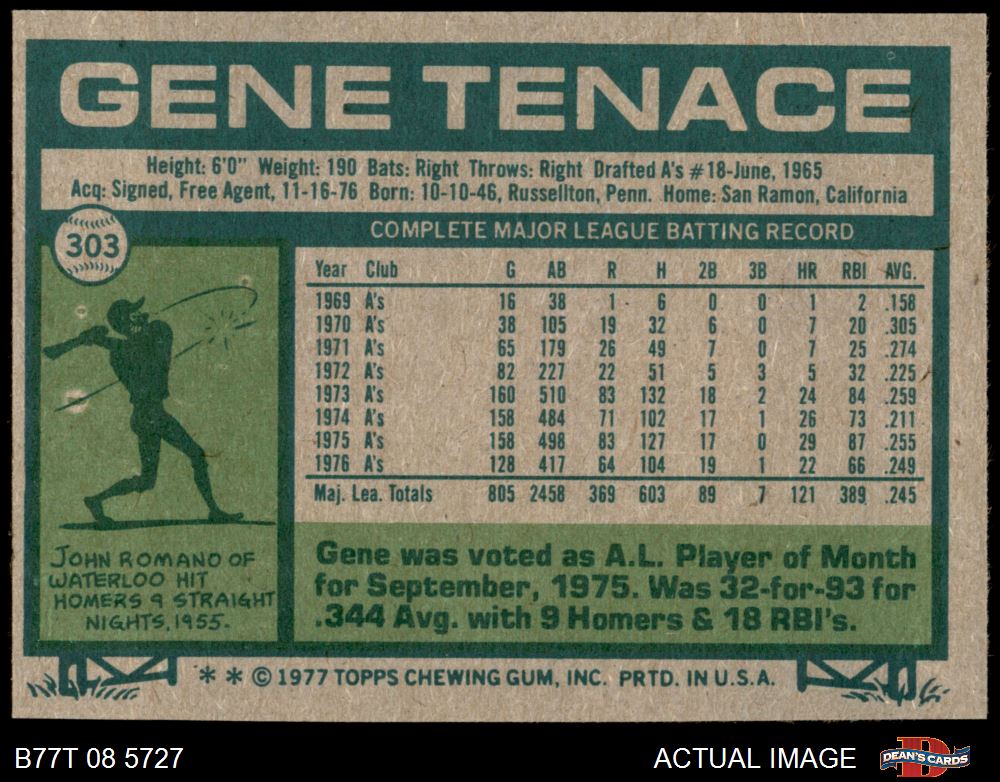 GENE TENACE
Height: 6'0" Weight: 190 Bats: Right Throws: Right Drafted A's #18-June, 1965
Acq: Signed, Free Agent, 11-16-76 Born: 10-10-46, Russellton, Penn. Home: San Ramon, California
303
COMPLETE MAJOR LEAGUE BATTING RECORD
Year Club G AB R H 2B 3B HR RBI AVG.
1969 A's 16 38 1 6 0 0 1 2 .158
1970 A's 38 105 19 32 6 0 7 20 .305
1971 A's 65 179 26 49 7 0 7 25 .274
1972 A's 82 227 22 51 5 3 5 32 .225
1973 A's 160 510 83 132 18 2 24 84 .259
1974 A's 158 484 71 102 17 1 26 73 .211
1975 A's 158 498 83 127 17 0 29 87 .255
1976 A's 128 417 64 104 19 1 22 66 .249
Maj. Lea. Totals 805 2458 369 603 89 7 121 389 .245
JOHN ROMANO OF
WATERLOO HIT
HOMERS 9 STRAIGHT
NIGHTS, 1955.
Gene was voted as A.L. Player of Month
for September, 1975. Was 32-for-93 for
.344 Avg. with 9 Homers & 18 RBI's.
* * © 1977 TOPPS CHEWING GUM, INC. PRTD. IN U.S.A.
B77T 08 5727
ACTUAL IMAGE
D
DEAN'S CARDS